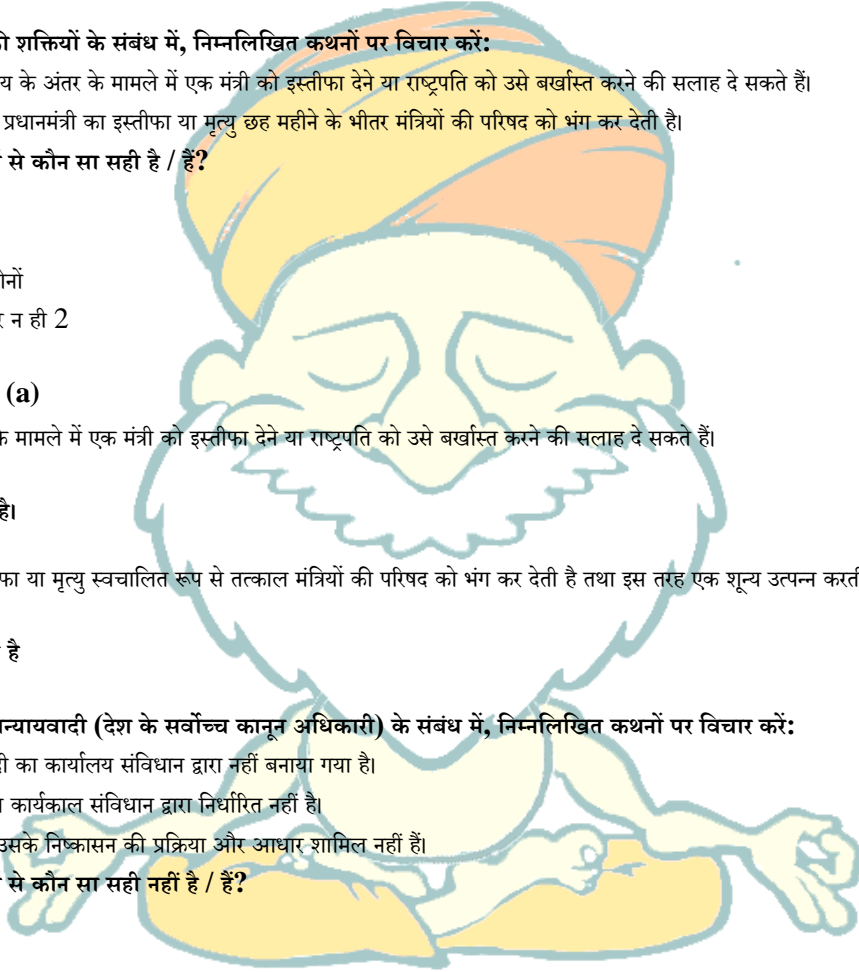 शक्तियों के संबंध में, निम्नलिखित कथनों पर विचार करें:
के अंतर के मामले में एक मंत्री को इस्तीफा देने या राष्ट्रपति को उसे बर्खास्त करने की सलाह दे सकते हैं।
प्रधानमंत्री का इस्तीफा या मृत्यु छह महीने के भीतर मंत्रियों की परिषद को भंग कर देती है।
से कौन सा सही है / हैं?
न ही 2
(a)
मामले में एक मंत्री को इस्तीफा देने या राष्ट्रपति को उसे बर्खास्त करने की सलाह दे सकते हैं।
है।
या मृत्यु स्वचालित रूप से तत्काल मंत्रियों की परिषद को भंग कर देती है तथा इस तरह एक शून्य उत्पन्न करती
है
(देश के सर्वोच्च कानून अधिकारी) के संबंध में, निम्नलिखित कथनों पर विचार करें:
का कार्यालय संविधान द्वारा नहीं बनाया गया है।
कार्यकाल संविधान द्वारा निर्धारित नहीं है।
उसके निष्कासन की प्रक्रिया और आधार शामिल नहीं हैं।
से कौन सा सही नहीं है / हैं?